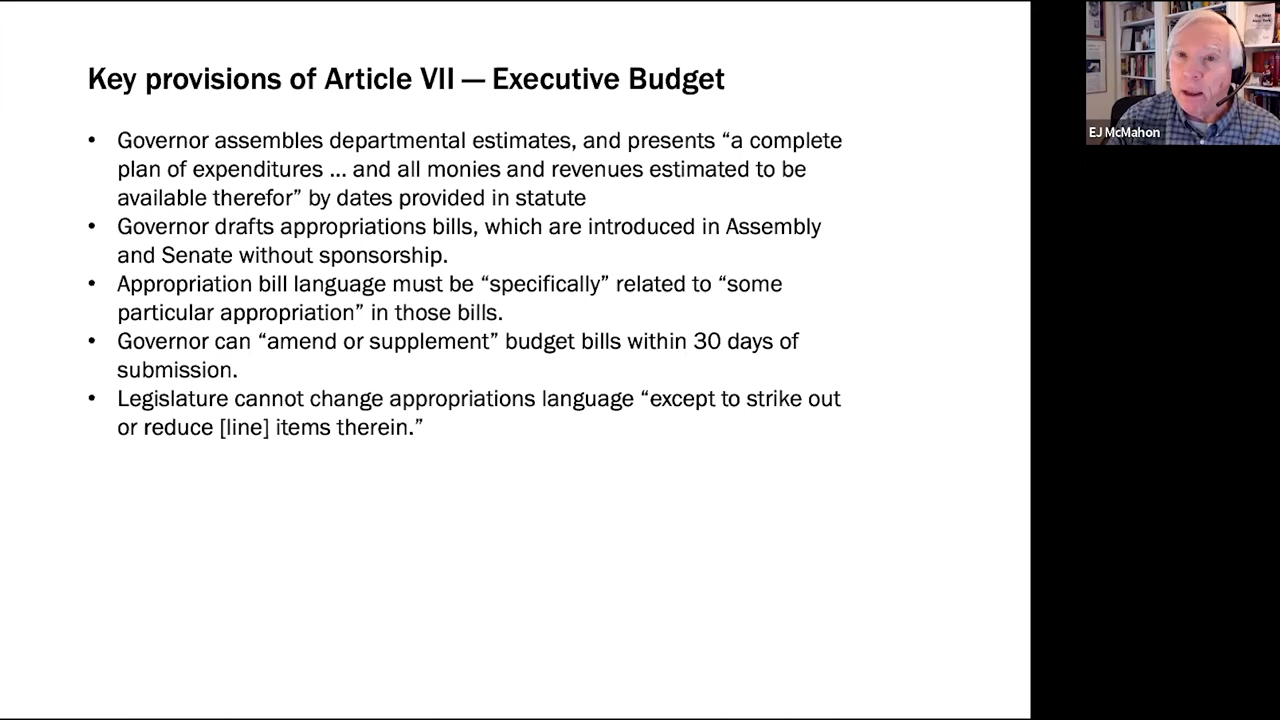 Key provisions of Article VII — Executive Budget
• Governor assembles departmental estimates, and presents “a complete
plan of expenditures ... and all monies and revenues estimated to be
available therefor” by dates provided in statute
• Governor drafts appropriations bills, which are introduced in Assembly
and Senate without sponsorship.
• Appropriation bill language must be “specifically” related to “some
particular appropriation” in those bills.
• Governor can “amend or supplement” budget bills within 30 days of
submission.
• Legislature cannot change appropriations language “except to strike out
or reduce [line] items therein.”
EJ McMahon